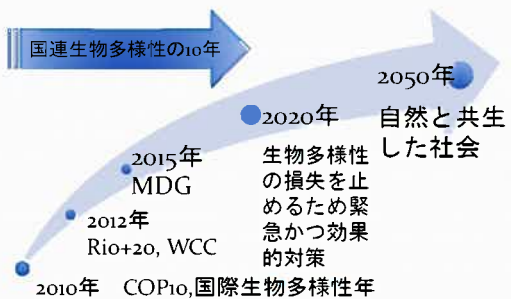 国連生物多様性の10年
2050年
自然と共生
した社会
2020年
生物多様性
の損失を止
めるため緊
急かつ効果
的対策
2015年
MDG
2012年
Rio+20, WCC
2010年 COP10,国際生物多様性年